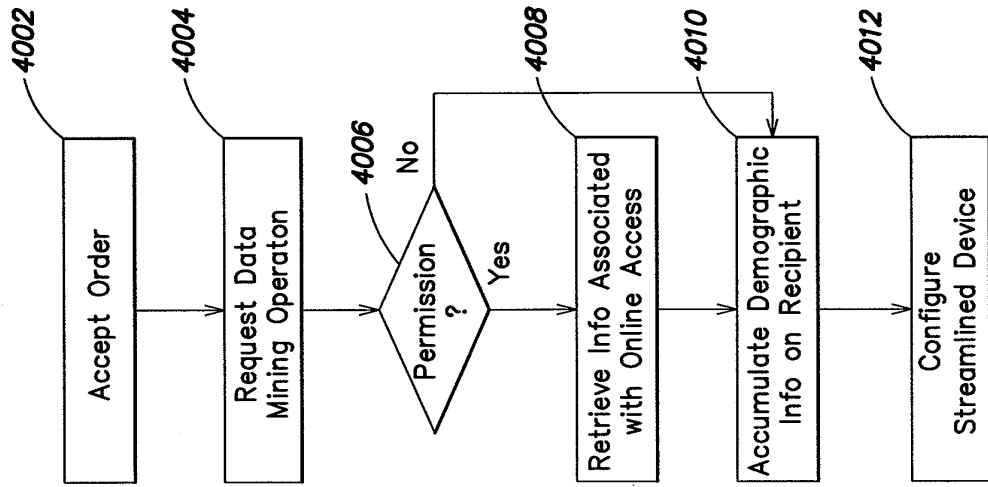 4002
Accept Order
4004
Request Data
Mining Operaton
4006
Permission
?
No
Yes
4008
Retrieve Info Associated
with Online Access
4010
Accumulate Demographic
Info on Recipient
4012
Configure
Streamlined Device